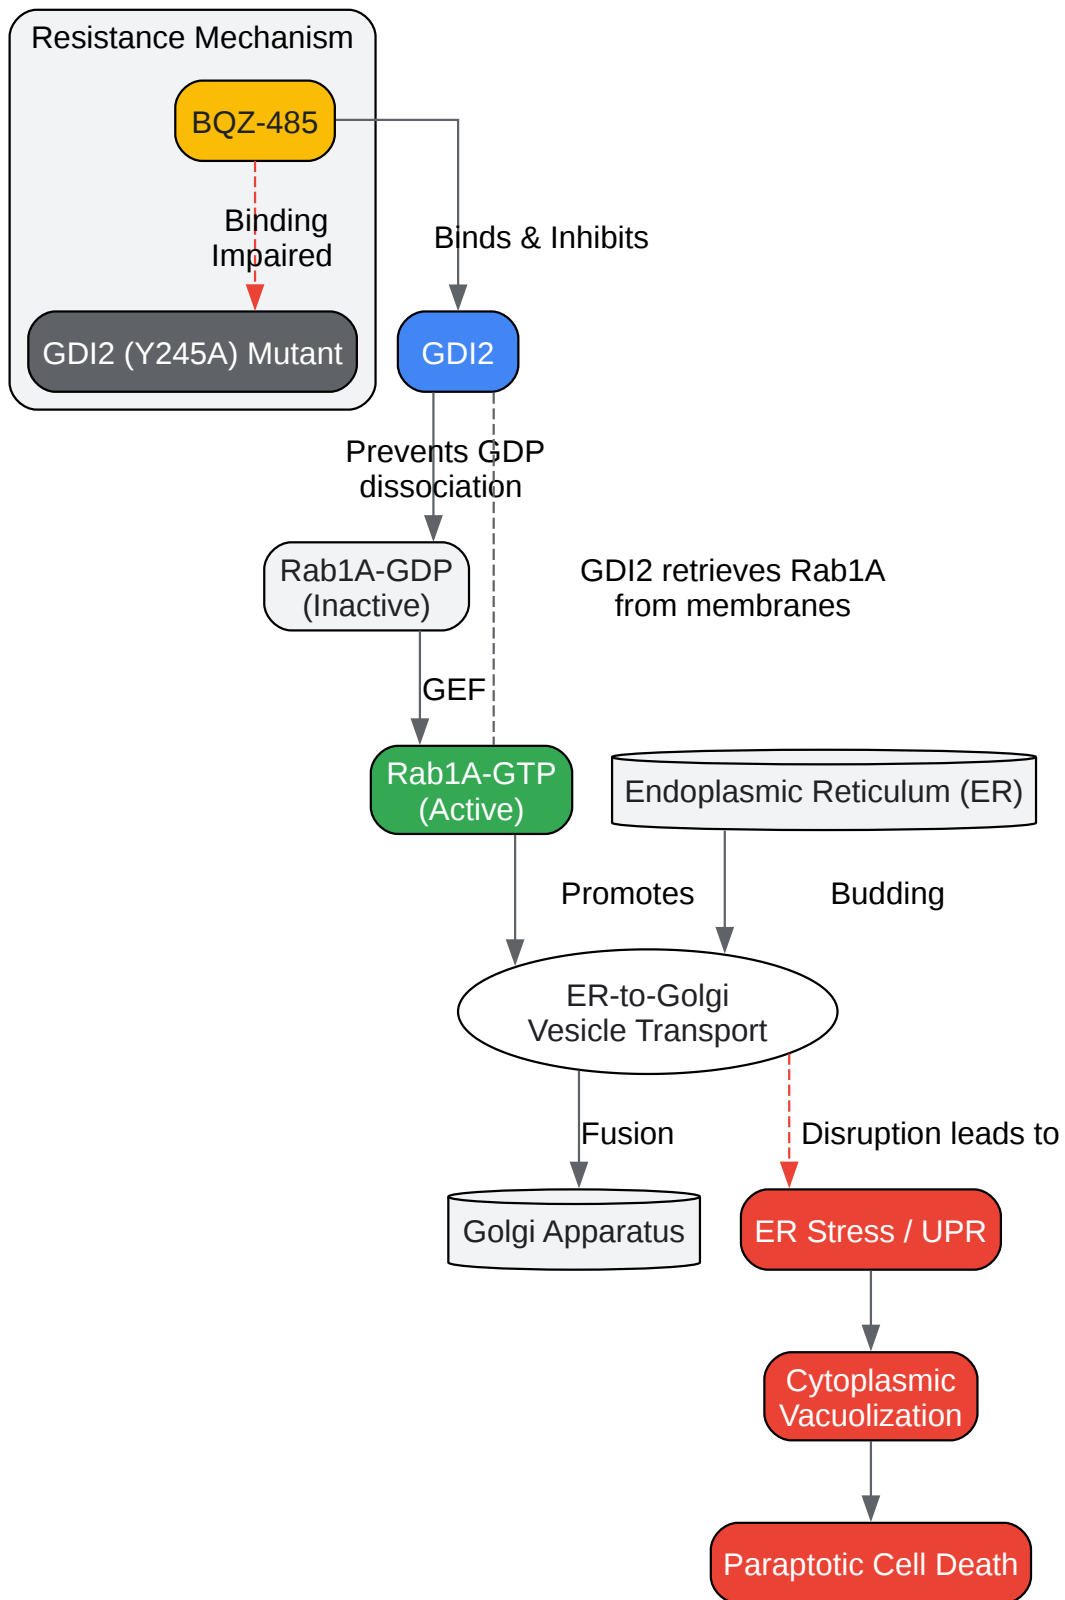 Resistance Mechanism
BQZ-485
Binding
Impaired
Binds & Inhibits
GDI2 (Y245A) Mutant
GDI2
Prevents GDP
dissociation
Rab1A-GDP
(Inactive)
GDI2 retrieves Rab1A
from membranes
GEF
Rab1A-GTP
(Active)
Endoplasmic Reticulum (ER)
Promotes
Budding
ER-to-Golgi
Vesicle Transport
Fusion
Disruption leads to
Golgi Apparatus
ER Stress / UPR
Cytoplasmic
Vacuolization
Paraptotic Cell Death